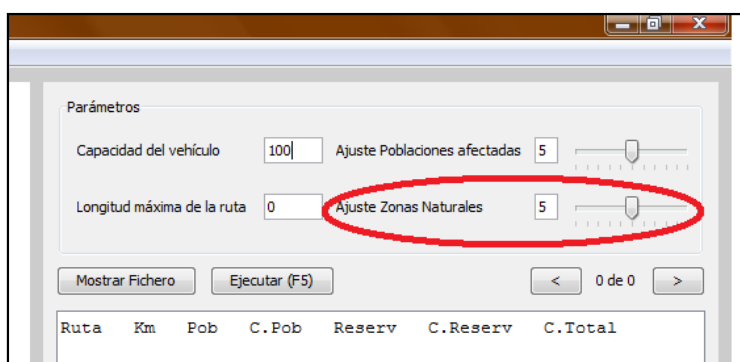 Parámetros
Capacidad del vehículo 100 Ajuste Poblaciones afectadas 5
Longitud máxima de la ruta 0 Ajuste Zonas Naturales 5
Mostrar Fichero Ejecutar (F5) < 0 de 0 >
Ruta Km Pob C.Pob Reserv C.Reserv C.Total